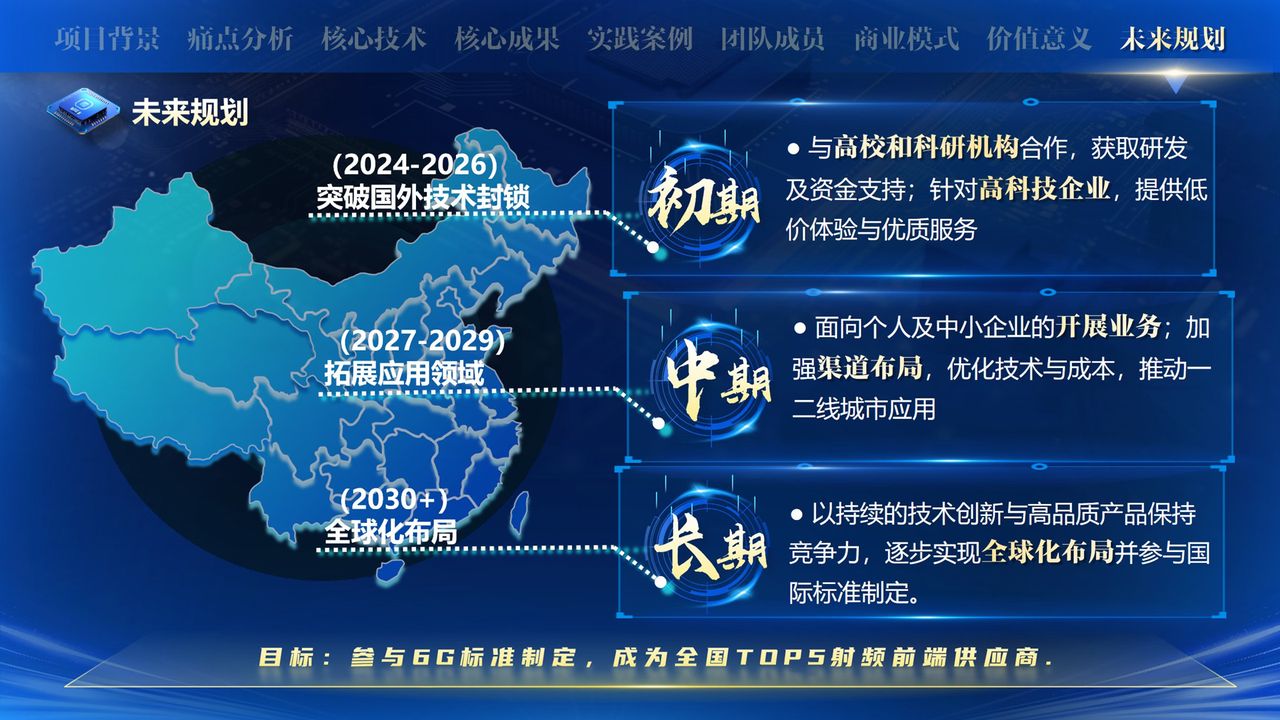 项目背景 痛点分析 核心技术 核心成果 实践案例 团队成员 商业模式 价值意义 未来规划
未来规划
（2024-2026）
突破国外技术封锁
初期
● 与高校和科研机构合作，获取研发
及资金支持；针对高科技企业，提供低
价体验与优质服务
（2027-2029）
拓展应用领域
中期
● 面向个人及中小企业的开展业务；加
强渠道布局，优化技术与成本，推动一
二线城市应用
（2030+）
全球化布局
长期
● 以持续的技术创新与高品质产品保持
竞争力，逐步实现全球化布局并参与国
际标准制定。
目标：参与6G标准制定，成为全国TOP5射频前端供应商.